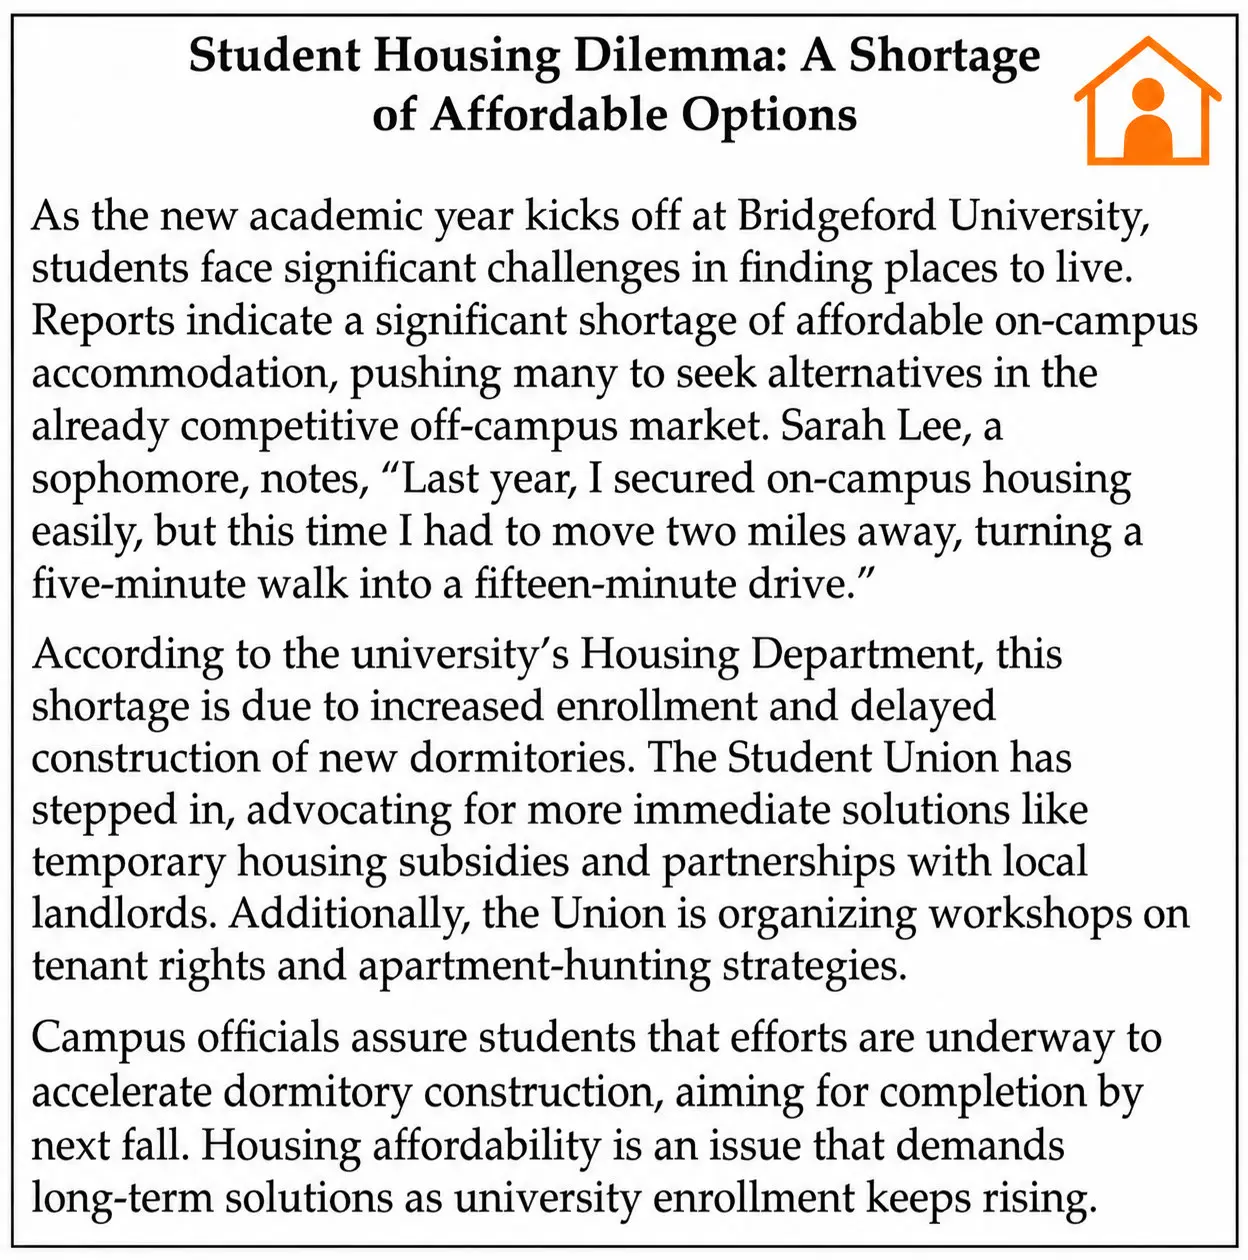 Student Housing Dilemma: A Shortage
of Affordable Options
As the new academic year kicks off at Bridgeford University,
students face significant challenges in finding places to live.
Reports indicate a significant shortage of affordable on-campus
accommodation, pushing many to seek alternatives in the
already competitive off-campus market. Sarah Lee, a
sophomore, notes, “Last year, I secured on-campus housing
easily, but this time I had to move two miles away, turning a
five-minute walk into a fifteen-minute drive.”
According to the university’s Housing Department, this
shortage is due to increased enrollment and delayed
construction of new dormitories. The Student Union has
stepped in, advocating for more immediate solutions like
temporary housing subsidies and partnerships with local
landlords. Additionally, the Union is organizing workshops on
tenant rights and apartment-hunting strategies.
Campus officials assure students that efforts are underway to
accelerate dormitory construction, aiming for completion by
next fall. Housing affordability is an issue that demands
long-term solutions as university enrollment keeps rising.